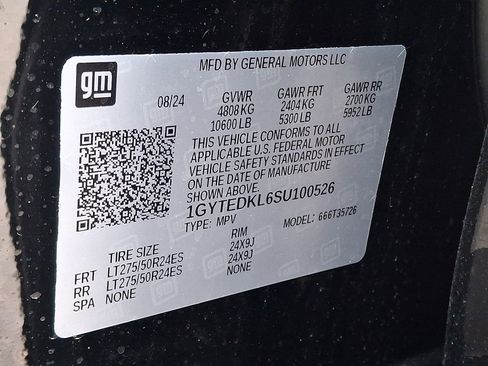 gm
MFD BY GENERAL MOTORS LLC
08/24 GVWR GAWR FRT GAWR RR
4808 KG 2404 KG 2700 KG
10600 LB 5300 LB 5952 LB
THIS VEHICLE CONFORMS TO ALL
APPLICABLE U.S. FEDERAL MOTOR
VEHICLE SAFETY STANDARDS IN EFFECT
ON THE DATE OF MANUFACTURE
SHOWN ABOVE.
1GYTEDKL6SU100526
TYPE: MPV MODEL: 666T35726
TIRE SIZE RIM
FRT LT275/50R24ES 24X9J
RR LT275/50R24ES 24X9J
SPA NONE NONE